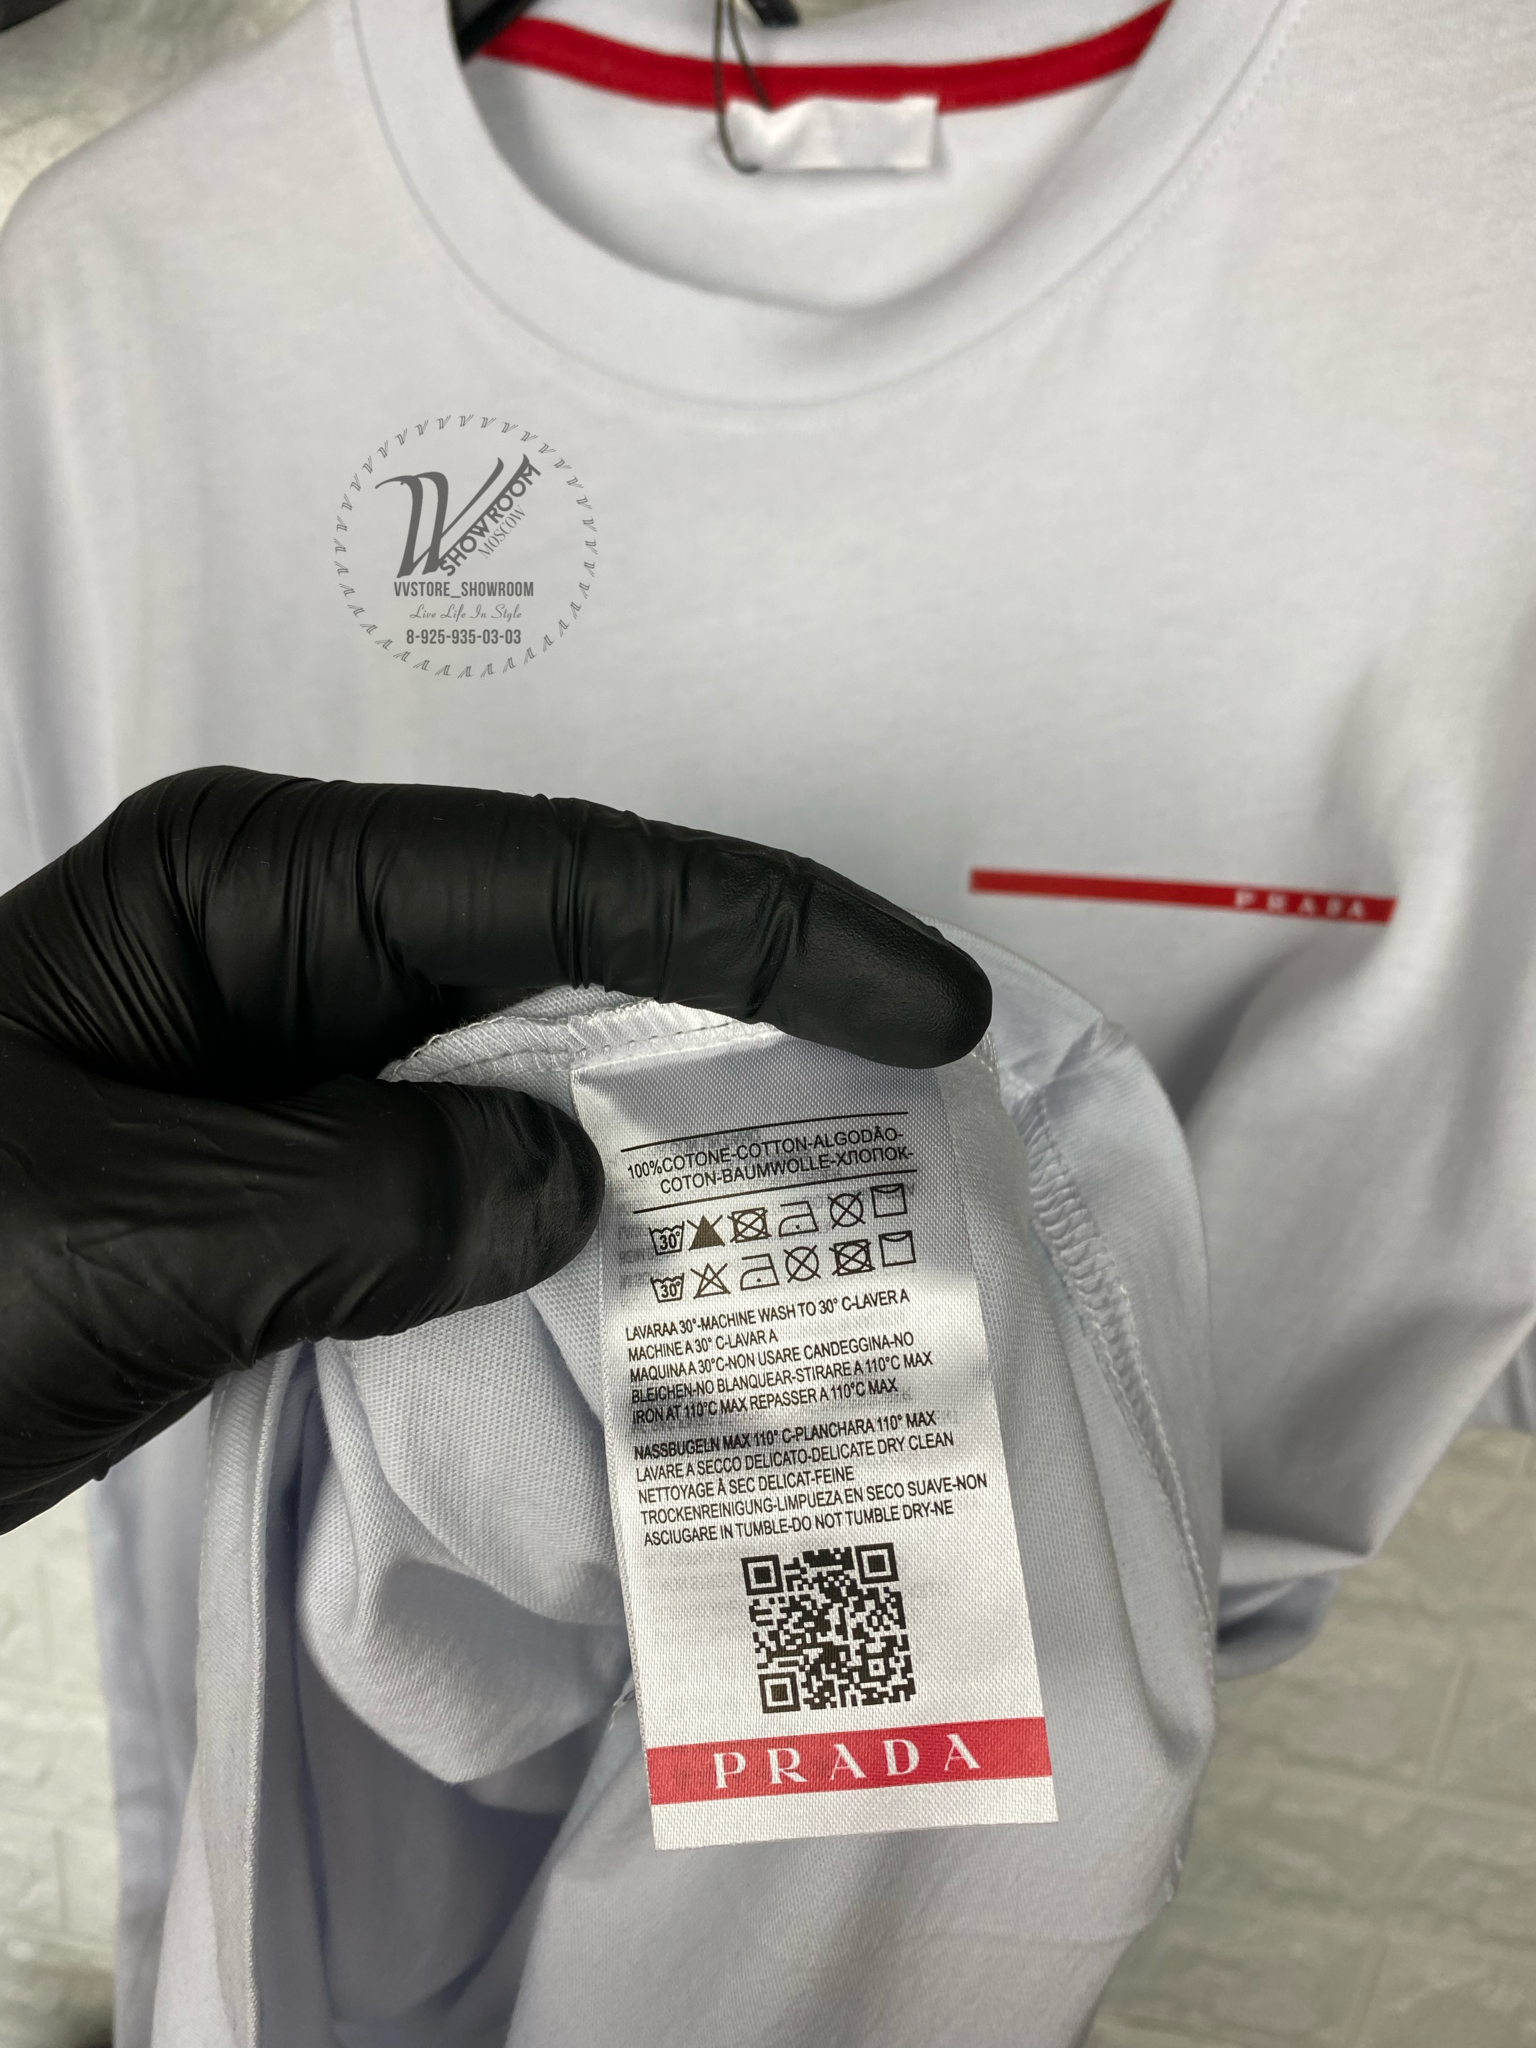 SHOWROOM
MOSCOW
VVSTORE_SHOWROOM
Live Life In Style
8-925-935-03-03
PRADA
100%COTONE-COTTON-ALGODÃO-
COTON-BAUMWOLLE-ХЛОПОК-
30°
30°
LAVARAA 30°-MACHINE WASH TO 30° C-LAVER A
MACHINE A 30° C-LAVAR A
MAQUINA A 30°C-NON USARE CANDEGGINA-NO
BLEICHEN-NO BLANQUEAR-STIRARE A 110°C MAX
IRON AT 110°C MAX REPASSER A 110°C MAX
NASSBUGELN MAX 110° C-PLANCHARA 110° MAX
LAVARE A SECCO DELICATO-DELICATE DRY CLEAN
NETTOYAGE À SEC DELICAT-FEINE
TROCKENREINIGUNG-LIMPUEZA EN SECO SUAVE-NON
ASCIUGARE IN TUMBLE-DO NOT TUMBLE DRY-NE
PRADA